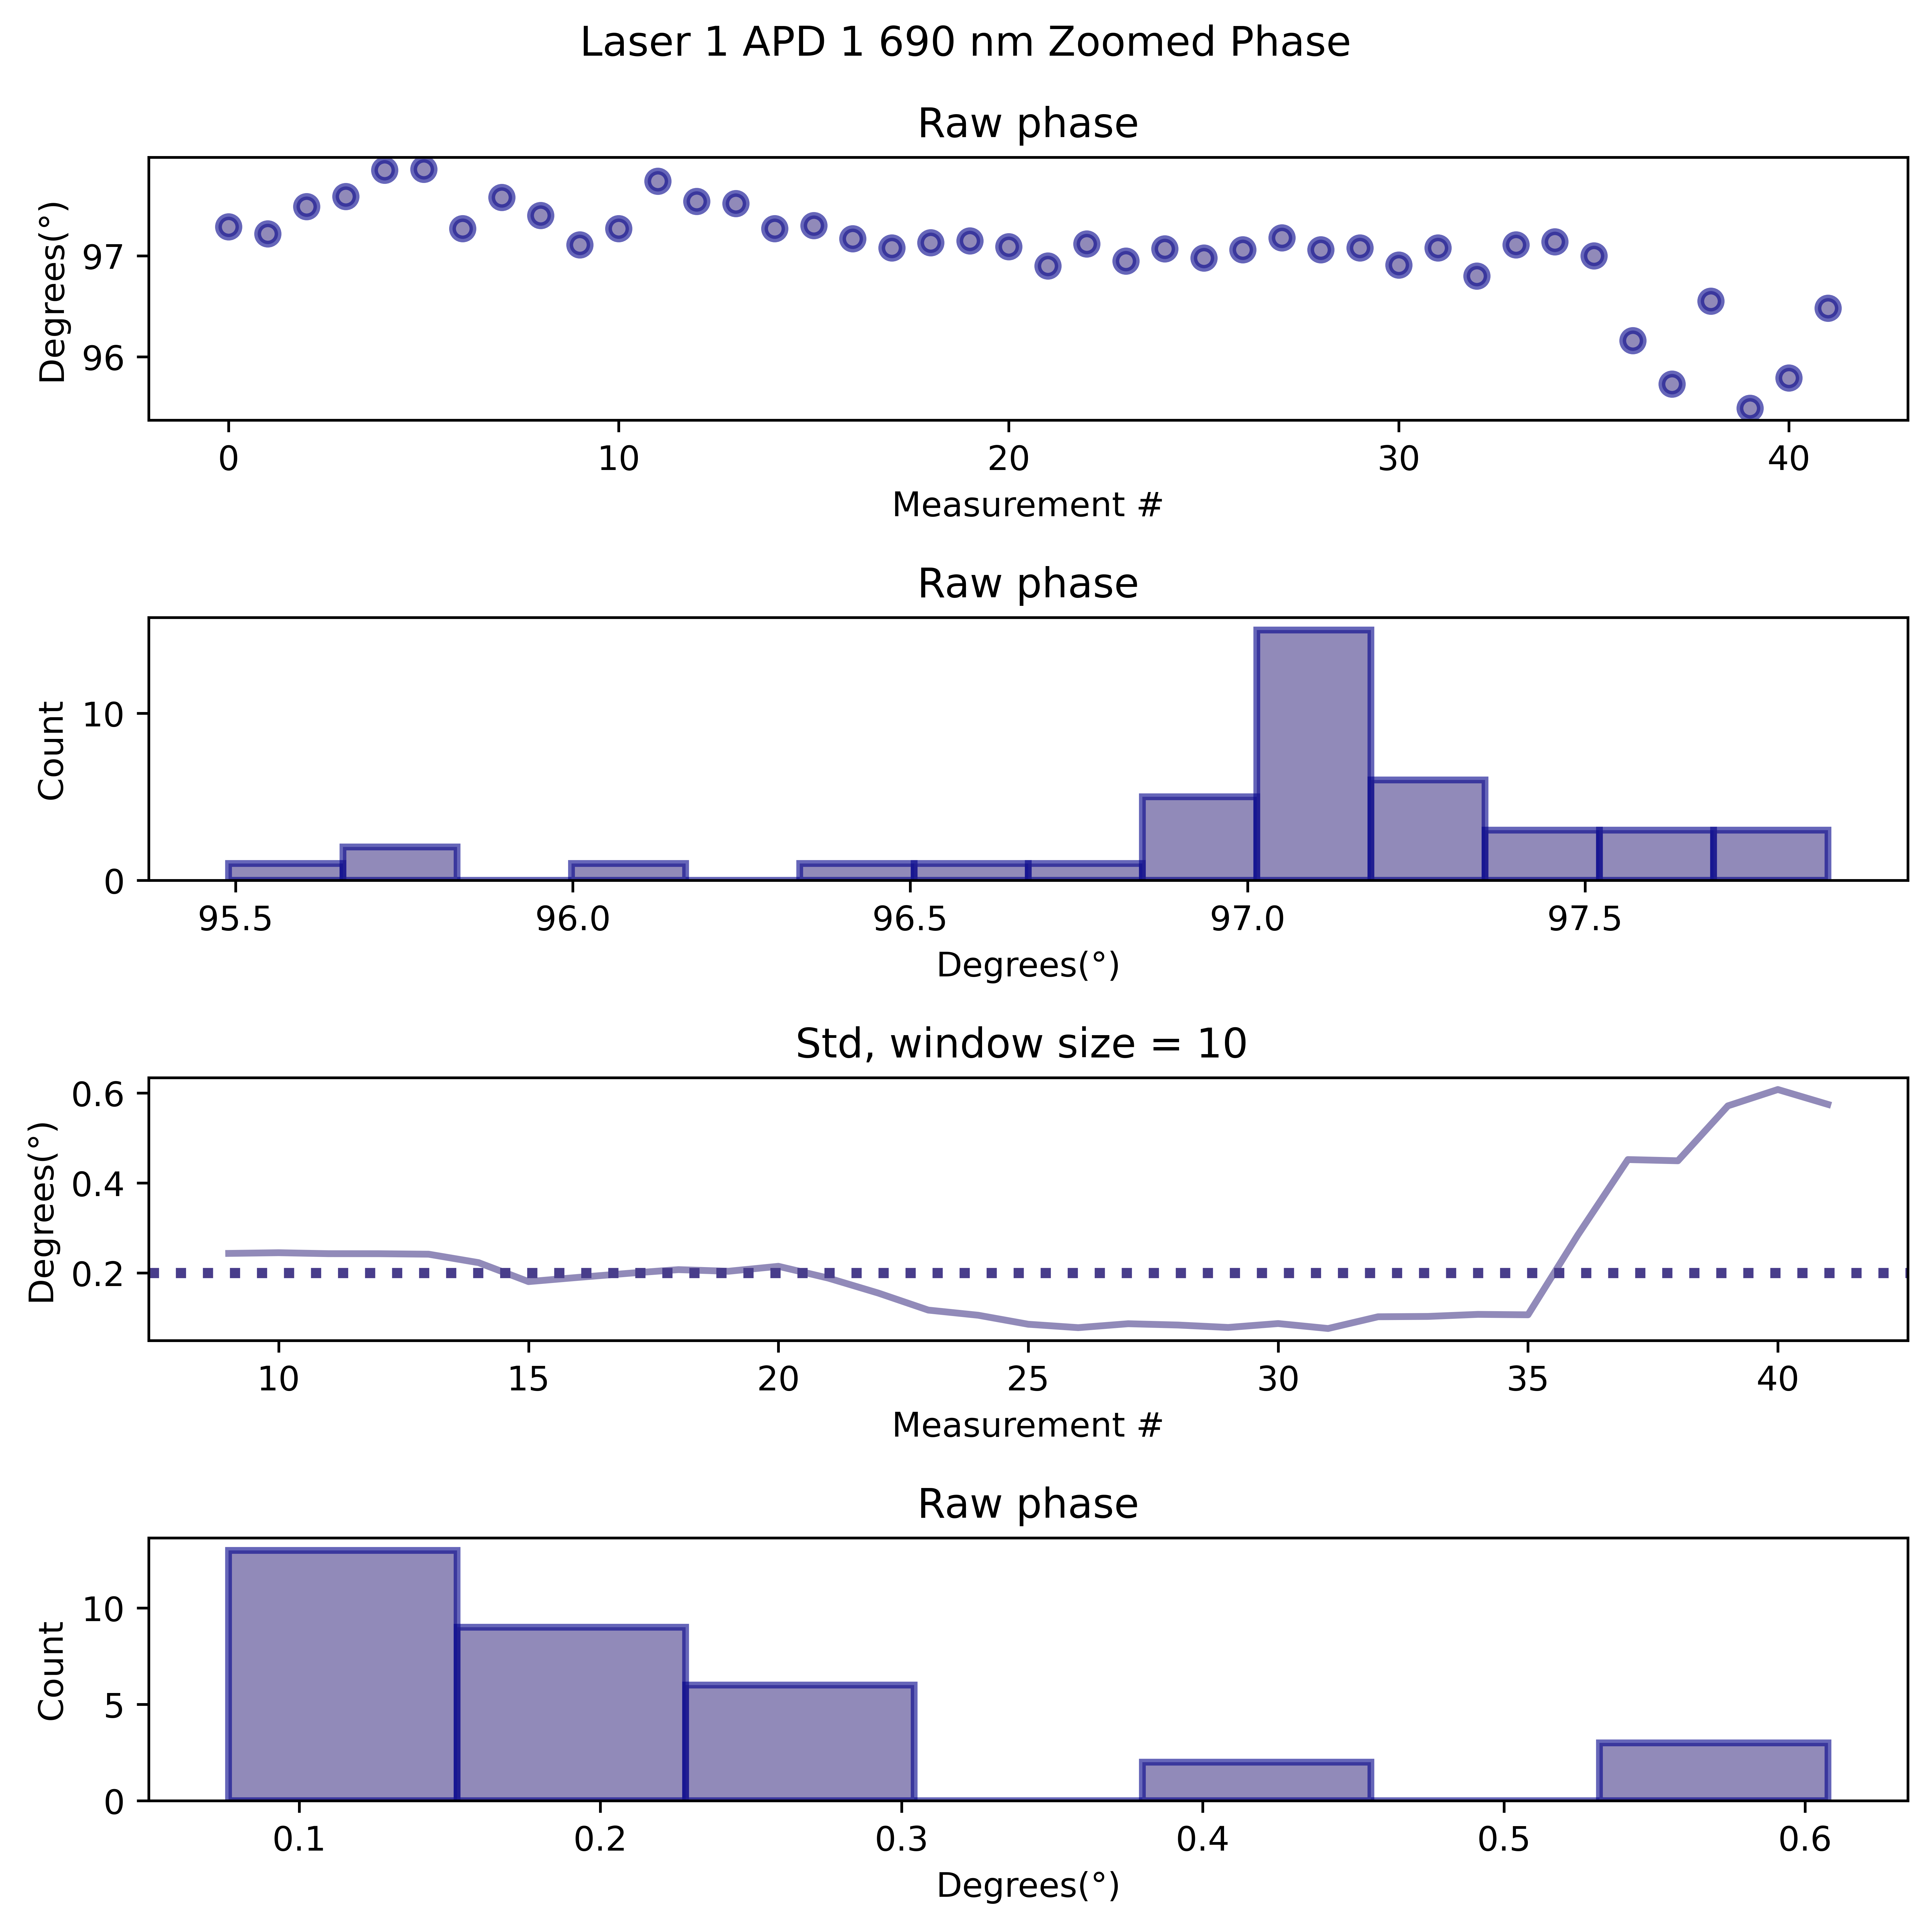 Laser 1 APD 1 690 nm Zoomed Phase
Raw phase
Degrees(°)
97
96
0 10 20 30 40
Measurement #
Raw phase
Count
10
0
95.5 96.0 96.5 97.0 97.5
Degrees(°)
Std, window size = 10
Degrees(°)
0.6
0.4
0.2
10 15 20 25 30 35 40
Measurement #
Raw phase
Count
10
5
0
0.1 0.2 0.3 0.4 0.5 0.6
Degrees(°)